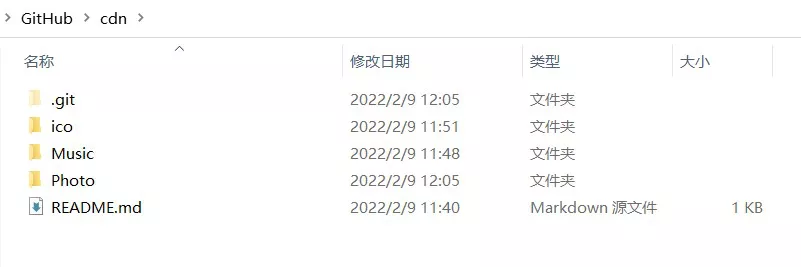 GitHub cdn
名称 修改日期 类型 大小
.git 2022/2/9 12:05 文件夹
ico 2022/2/9 11:51 文件夹
Music 2022/2/9 11:48 文件夹
Photo 2022/2/9 12:05 文件夹
README.md 2022/2/9 11:40 Markdown 源文件 1 KB